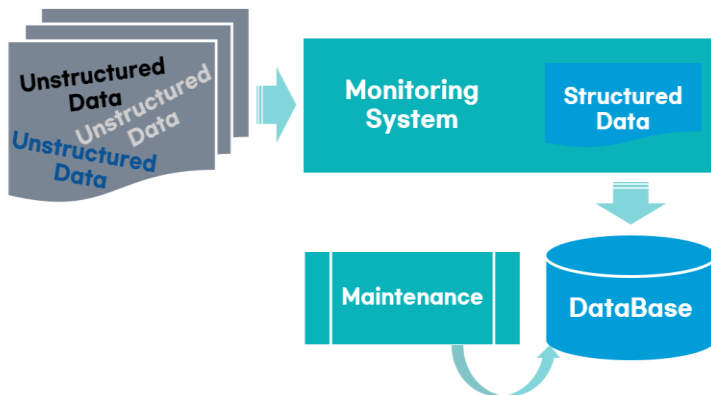 Unstructured
Data
Unstructured
Data
Unstructured
Data
Monitoring
System
Structured
Data
Maintenance
DataBase